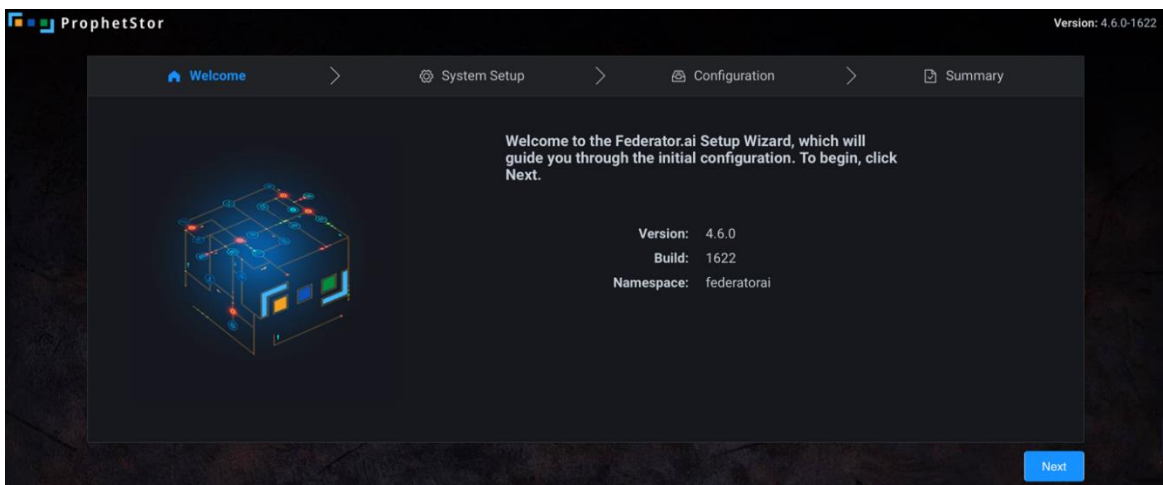 ProphetStor
Version: 4.6.0-1622
Welcome
System Setup
Configuration
Summary
Welcome to the Federator.ai Setup Wizard, which will
guide you through the initial configuration. To begin, click
Next.
Version: 4.6.0
Build: 1622
Namespace: federatorai
Next